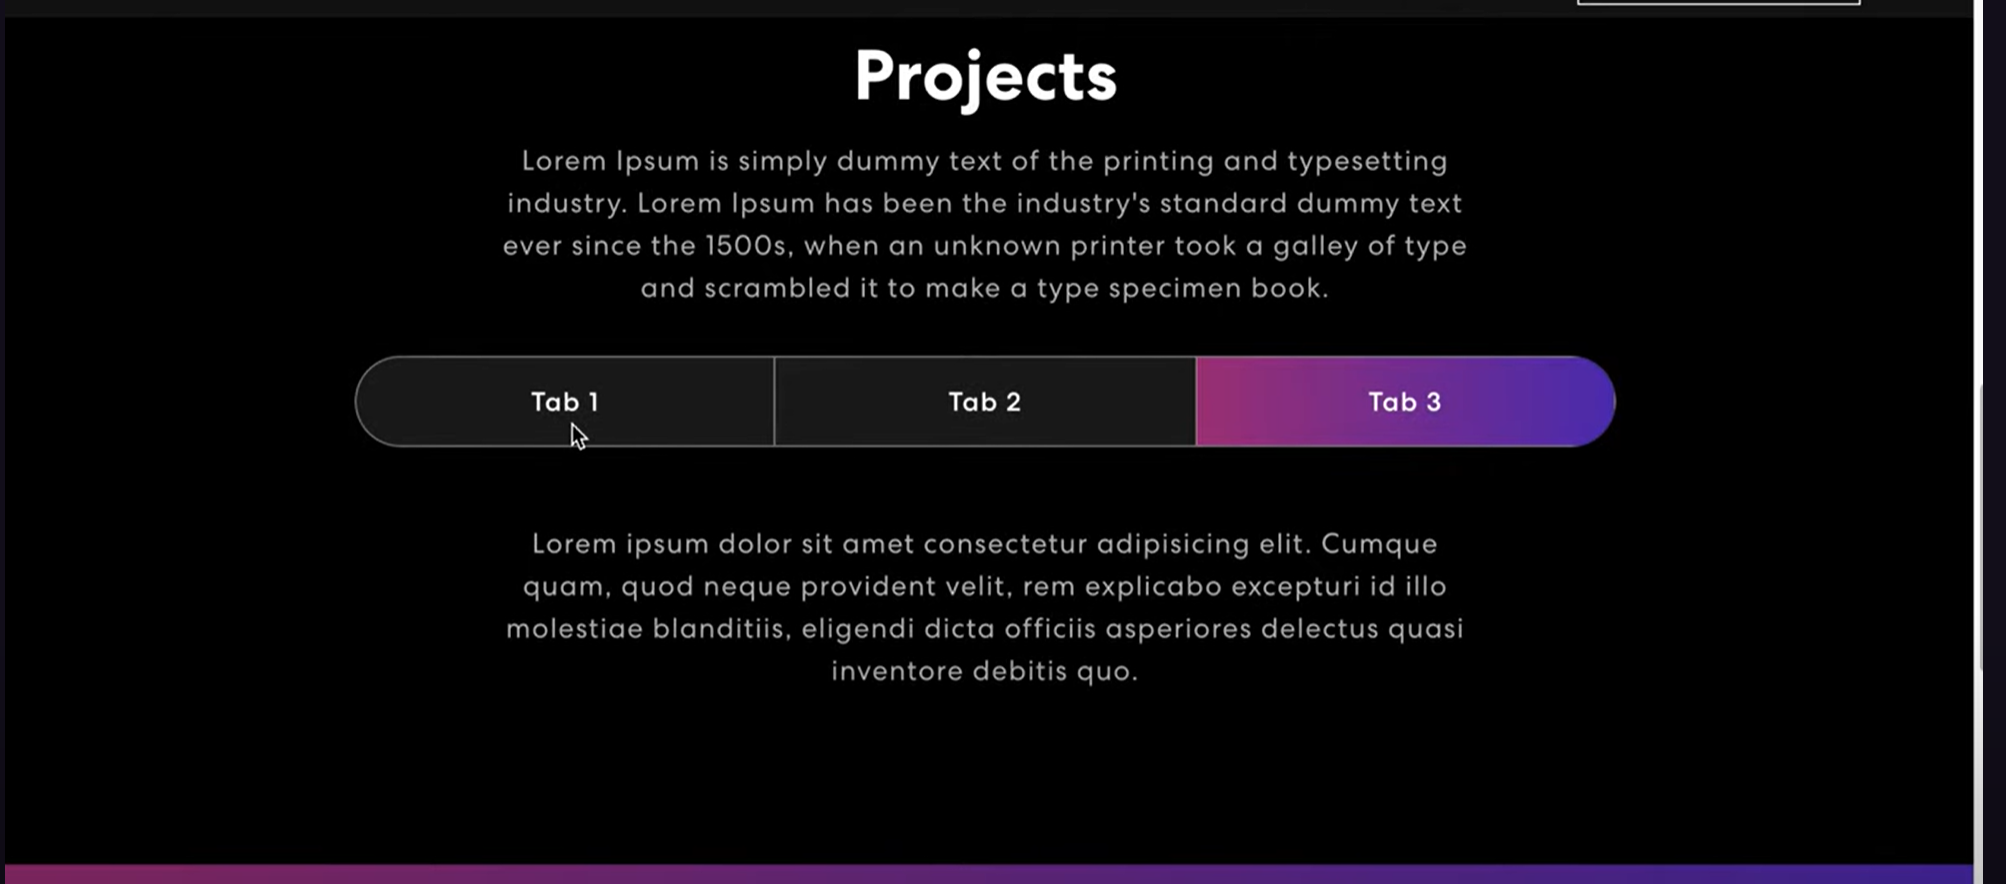 Projects
Lorem Ipsum is simply dummy text of the printing and typesetting
industry. Lorem Ipsum has been the industry's standard dummy text
ever since the 1500s, when an unknown printer took a galley of type
and scrambled it to make a type specimen book.
Tab 1
Tab 2
Tab 3
Lorem ipsum dolor sit amet consectetur adipisicing elit. Cumque
quam, quod neque provident velit, rem explicabo excepturi id illo
molestiae blanditiis, eligendi dicta officiis asperiores delectus quasi
inventore debitis quo.